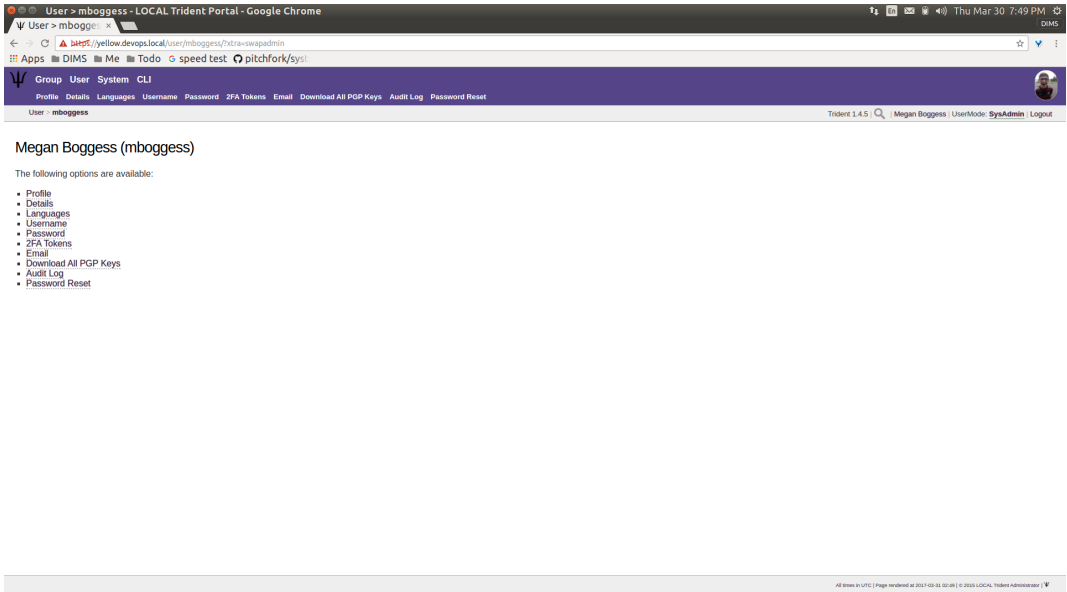 User > mboggess - LOCAL Trident Portal - Google Chrome
En
Thu Mar 30 7:49 PM
User > mbogges
DIMS
https://yellow.devops.local/user/mboggess/?xtra=swapadmin
Apps DIMS Me Todo speed test pitchfork/syst
Group User System CLI
Profile Details Languages Username Password 2FA Tokens Email Download All PGP Keys Audit Log Password Reset
User > mboggess
Trident 1.4.5 | | Megan Boggess | UserMode: SysAdmin | Logout
Megan Boggess (mboggess)
The following options are available:
Profile
Details
Languages
Username
Password
2FA Tokens
Email
Download All PGP Keys
Audit Log
Password Reset
All times in UTC | Page rendered at 2017-03-31 02:49 | © 2015 LOCAL Trident Administrator |